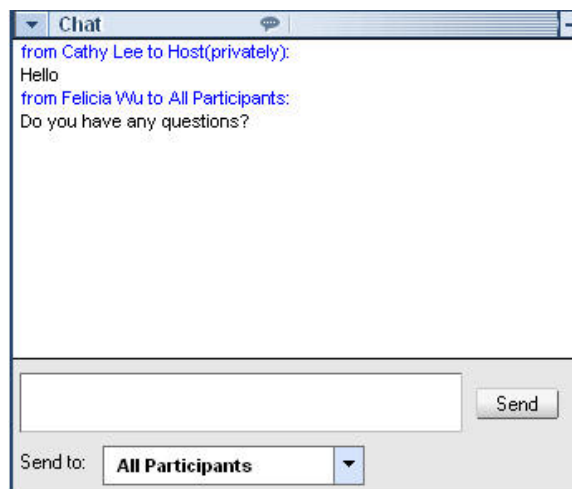 Chat
from Cathy Lee to Host(privately):
Hello
from Felicia Wu to All Participants:
Do you have any questions?
Send
Send to: All Participants